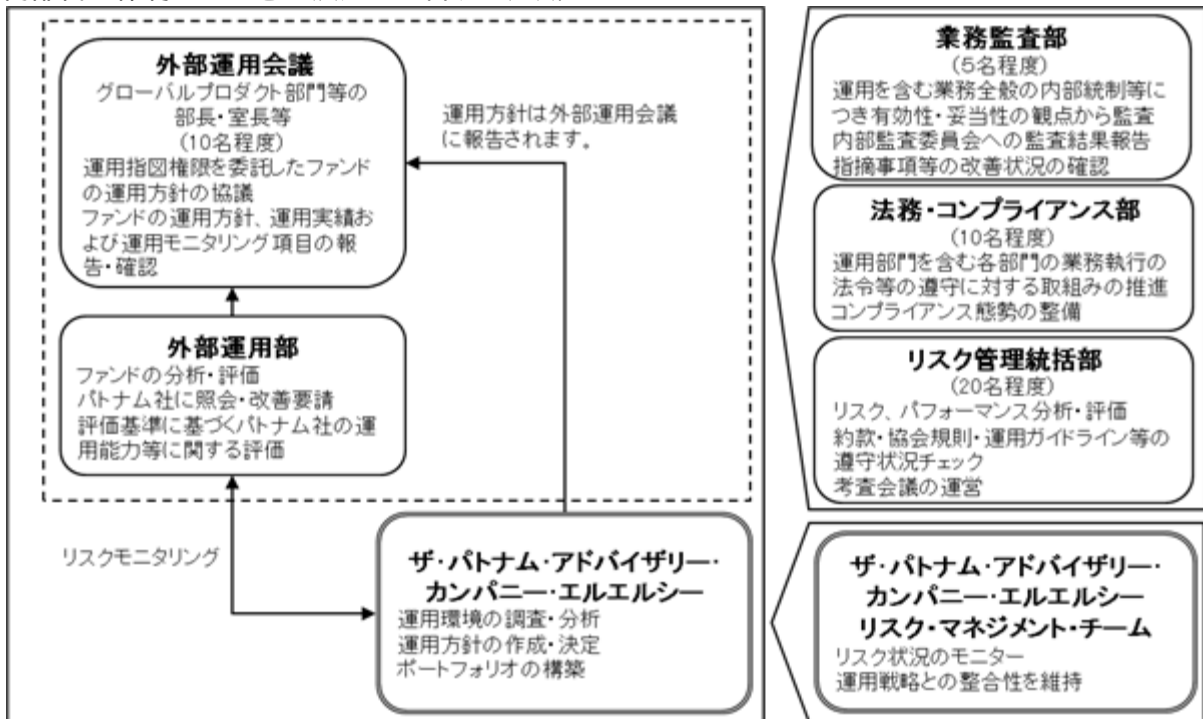 外部運用会議
グローバルプロダクト部門等の
部長・室長等
(10名程度)
運用指図権限を委託したファンド
の運用方針の協議
ファンドの運用方針、運用実績お
よび運用モニタリング項目の報
告・確認
運用方針は外部運用会議
に報告されます。
外部運用部
ファンドの分析・評価
パトナム社に照会・改善要請
評価基準に基づくパトナム社の運
用能力等に関する評価
リスクモニタリング
ザ・パトナム・アドバイザリー・
カンパニー・エルエルシー
運用環境の調査・分析
運用方針の作成・決定
ポートフォリオの構築
業務監査部
(5名程度)
運用を含む業務全般の内部統制等に
つき有効性・妥当性の観点から監査
内部監査委員会への監査結果報告
指摘事項等の改善状況の確認
法務・コンプライアンス部
(10名程度)
運用部門を含む各部門の業務執行の
法令等の遵守に対する取組みの推進
コンプライアンス態勢の整備
リスク管理統括部
(20名程度)
リスク、パフォーマンス分析・評価
約款・協会規則・運用ガイドライン等の
遵守状況チェック
考査会議の運営
ザ・パトナム・アドバイザリー・
カンパニー・エルエルシー
リスク・マネジメント・チーム
リスク状況のモニター
運用戦略との整合性を維持